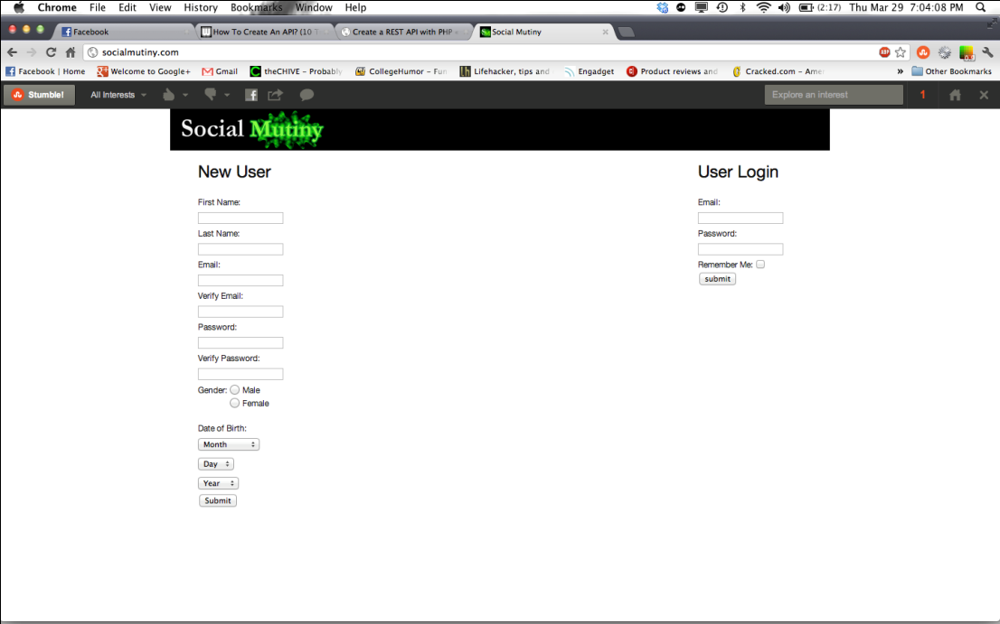 Chrome File Edit View History Bookmarks Window Help (2:17) Thu Mar 29 7:04:08 PM
Facebook How To Create An API? (10 T Create a REST API with PHP Social Mutiny
socialmutiny.com
Facebook | Home Welcome to Google+ Gmail theCHIVE – Probably CollegeHumor – Fun Lifehacker, tips and Engadget Product reviews and Cracked.com – Amer » Other Bookmarks
Stumble! All Interests Explore an interest 1
Social Mutiny
New User
First Name:
Last Name:
Email:
Verify Email:
Password:
Verify Password:
Gender: Male
Female
Date of Birth:
Month
Day
Year
Submit
User Login
Email:
Password:
Remember Me:
submit